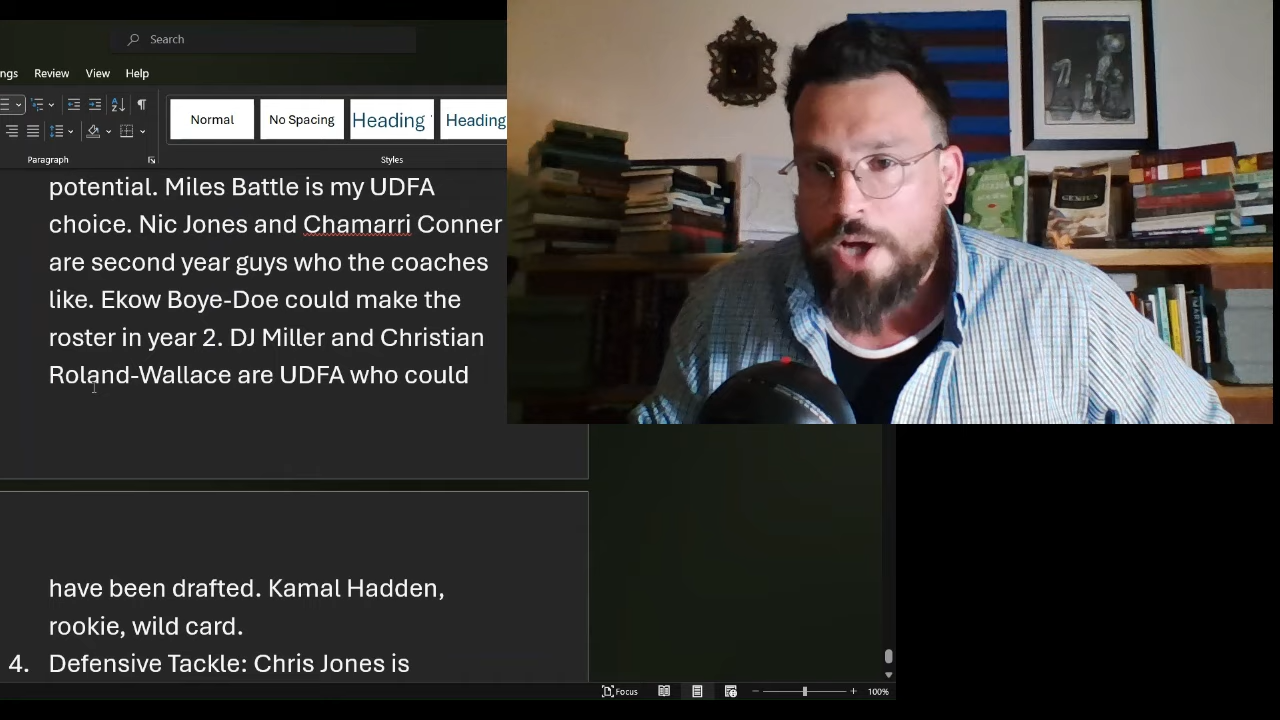 Search
ngs Review View Help
Normal
No Spacing
Heading
Heading
Paragraph
Styles
potential. Miles Battle is my UDFA
choice. Nic Jones and Chamarri Conner
are second year guys who the coaches
like. Ekow Boye-Doe could make the
roster in year 2. DJ Miller and Christian
Roland-Wallace are UDFA who could
have been drafted. Kamal Hadden,
rookie, wild card.
4. Defensive Tackle: Chris Jones is
Focus
100%
GENIUS
MARTIAN